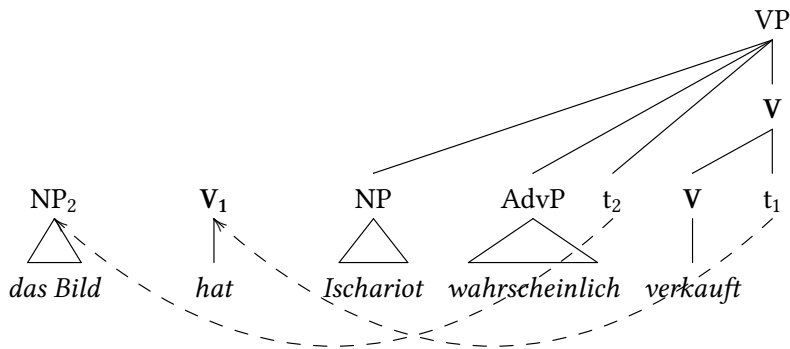 VP
V
NP₂ V₁ NP AdvP t₂ V t₁
das Bild hat Ischariot wahrscheinlich verkauft